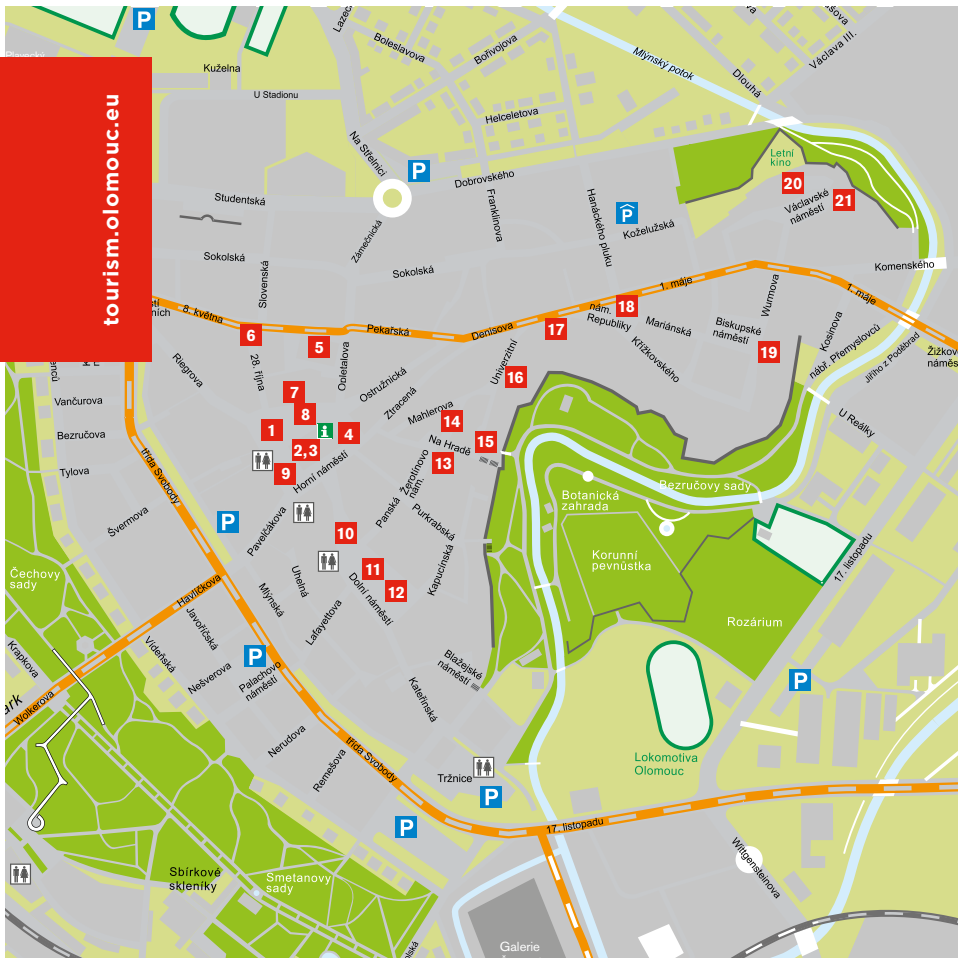 P
Boleslavova
Bořivojova
Václava III.
Mlýnský potok
Dlouhá
Plavecký
Kuželna
U Stadionu
tourism.olomouc.eu
Helceletova
Na Střelnici
P
Dobrovského
Letní
kino
20
21
Václavské
náměstí
Studentská
Franklinova
Hanáckého pluku
P
Koželužská
Zámečnická
Sokolská
Slovenská
Sokolská
Komenského
1. máje
1. máje
Wurmova
8. května
Pekařská
Denisova
nám.
Republiky
18
17
Mariánská
Biskupské
náměstí
19
Kosinova
nábř. Přemyslovců
Jiřího z Poděbrad
6
5
28. října
Opletalova
Riegrova
Univerzitní
16
Křížkovského
Ostružnická
Ztracená
Mahlerova
7
8
1
i
4
14
Na Hradě
15
2,3
9
Horní náměstí
13
Žerotínovo
nám.
U Reálky
Vančurova
Bezručova
Tylova
třída Svobody
Švermova
P
Pavelčákova
Panská
Purkrabská
Kapucínská
10
11
12
Dolní náměstí
Uhelná
Mlýnská
Lafayettova
Bezručovy sady
Botanická
zahrada
Korunní
pevnůstka
17. listopadu
Rozárium
Čechovy
sady
Havlíčkova
Javoříčská
Vídeňská
Krapkova
Wolkerova
Nešverova
P
Palachovo
náměstí
Blažejské
náměstí
Kateřinská
P
Nerudova
Remešova
třída Svobody
Lokomotiva
Olomouc
Tržnice
P
P
17. listopadu
Wittgensteinova
Sbírkové
skleníky
Smetanovy
sady
Galerie